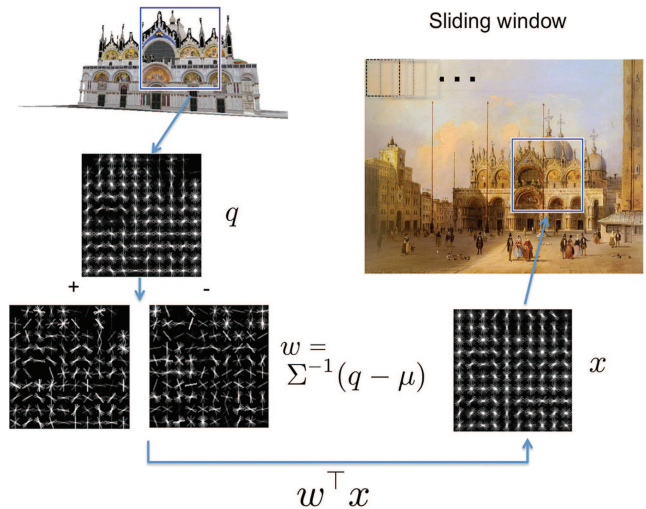 Sliding window
q
+ -
w =
Σ⁻¹(q − μ)
x
w⊤x